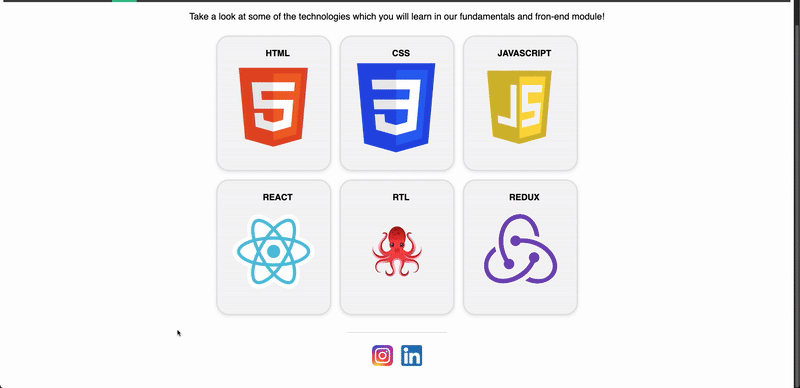 Take a look at some of the technologies which you will learn in our fundamentals and fron-end module!
HTML CSS JAVASCRIPT
5 3 JS
REACT RTL REDUX
in